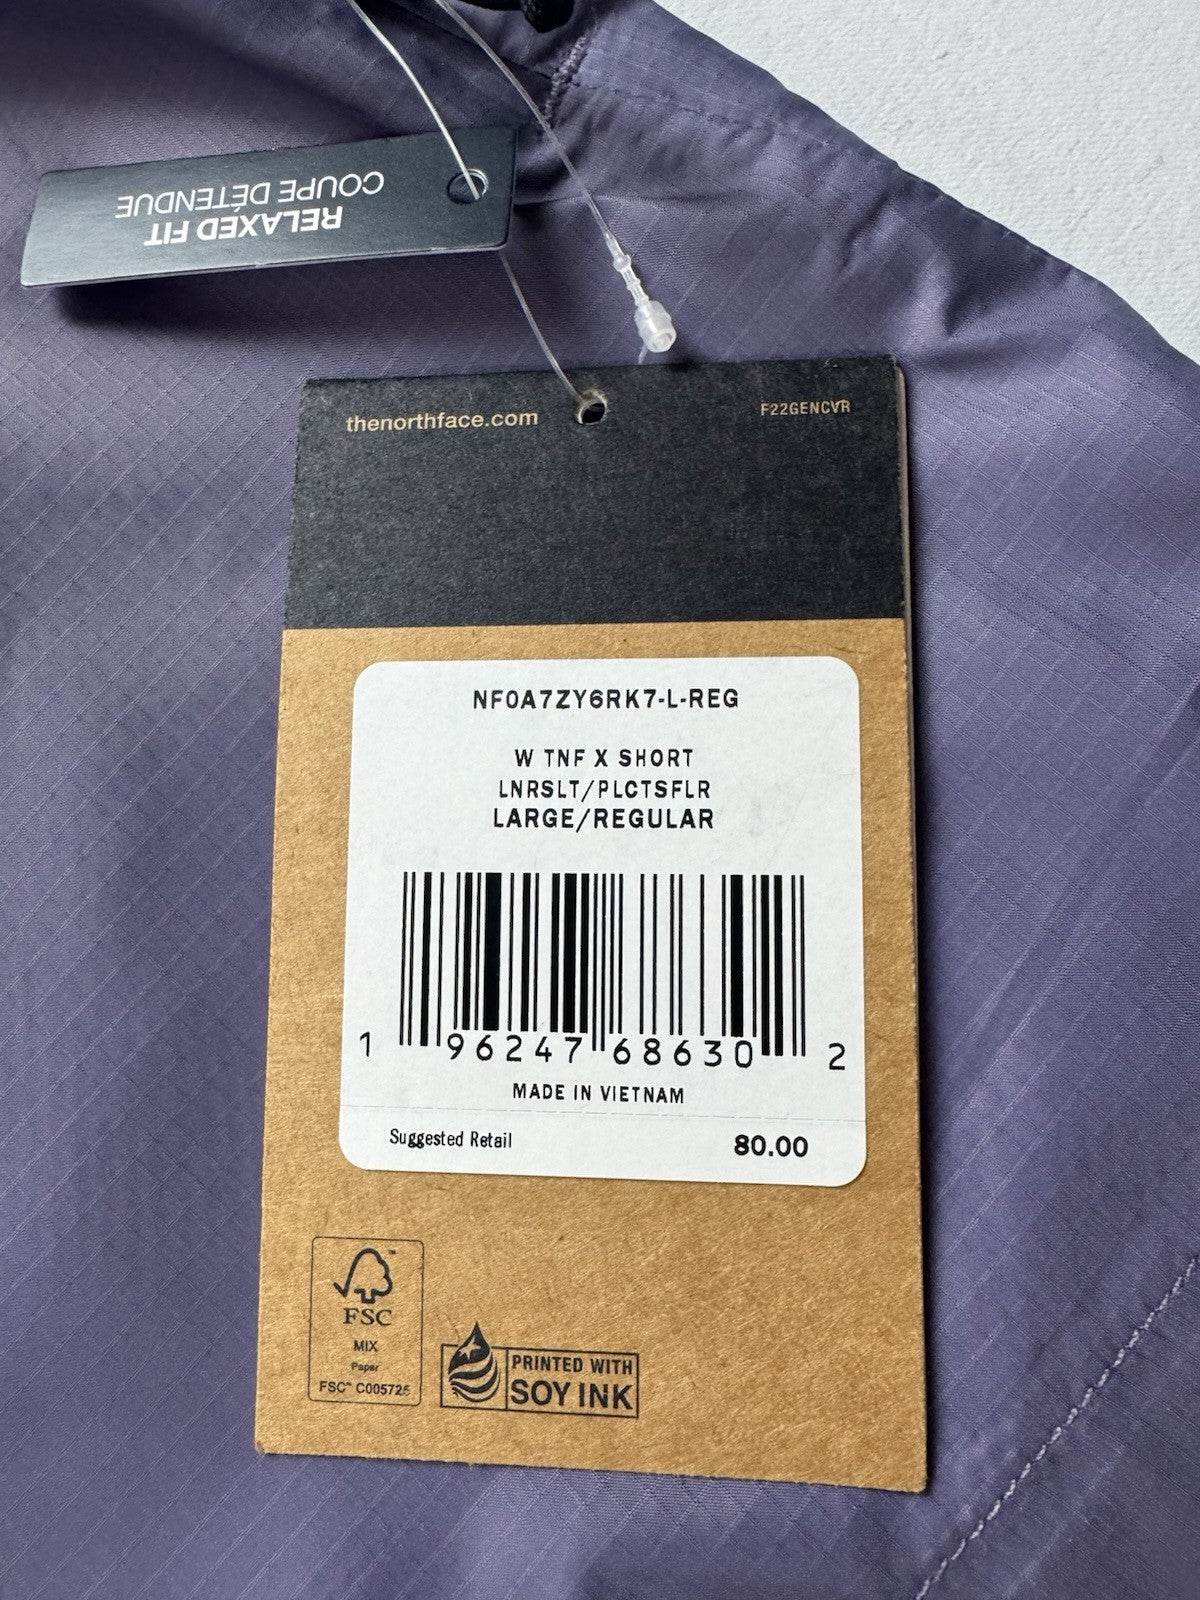 RELAXED FIT
COUPE DÉTENDUE
thenorthface.com
F22GENCVR
NF0A7ZY6RK7-L-REG
W TNF X SHORT
LNRSLT/PLCTSFLR
LARGE/REGULAR
1 96247 68630 2
MADE IN VIETNAM
Suggested Retail 80.00
FSC
MIX
Paper
FSC™ C005725
PRINTED WITH
SOY INK